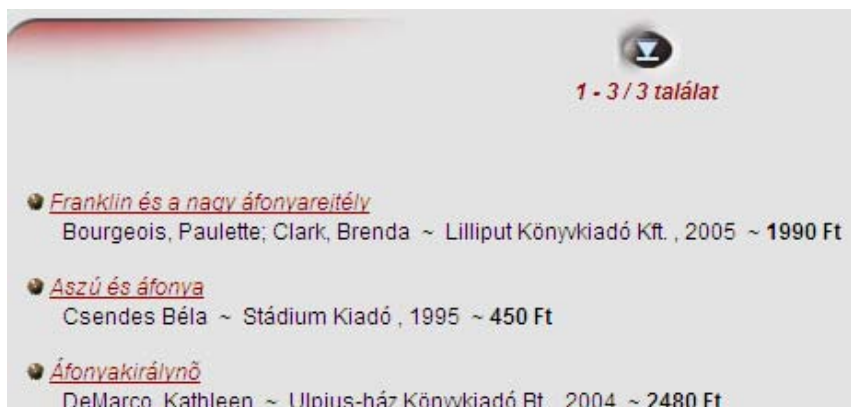 1 - 3 / 3 találat
Franklin és a nagy áfonyarejtély
Bourgeois, Paulette; Clark, Brenda ~ Lilliput Könyvkiadó Kft. , 2005 ~ 1990 Ft
Aszú és áfonya
Csendes Béla ~ Stádium Kiadó , 1995 ~ 450 Ft
Áfonyakirálynõ
DeMarco, Kathleen ~ Ulpius-ház Könyvkiadó Bt. , 2004 ~ 2480 Ft